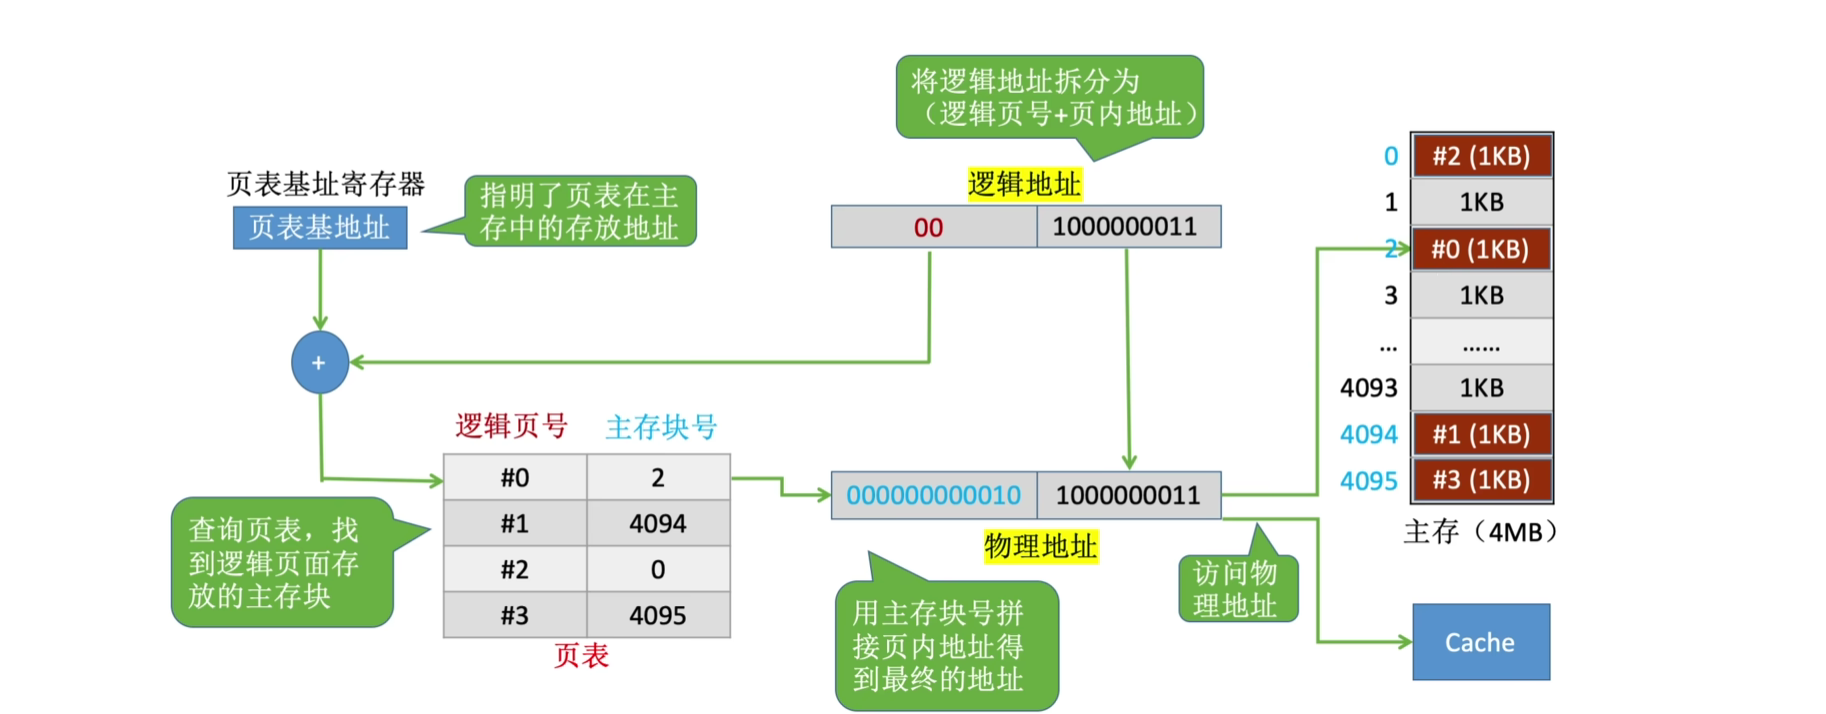 将逻辑地址拆分为
（逻辑页号+页内地址）
页表基址寄存器
页表基地址
指明了页表在主
存中的存放地址
逻辑地址
00 1000000011
+
逻辑页号 主存块号
#0 2
#1 4094
#2 0
#3 4095
页表
查询页表，找
到逻辑页面存
放的主存块
000000000010 1000000011
物理地址
用主存块号拼
接页内地址得
到最终的地址
访问物
理地址
0 #2 (1KB)
1 1KB
2 #0 (1KB)
3 1KB
... ......
4093 1KB
4094 #1 (1KB)
4095 #3 (1KB)
主存（4MB）
Cache